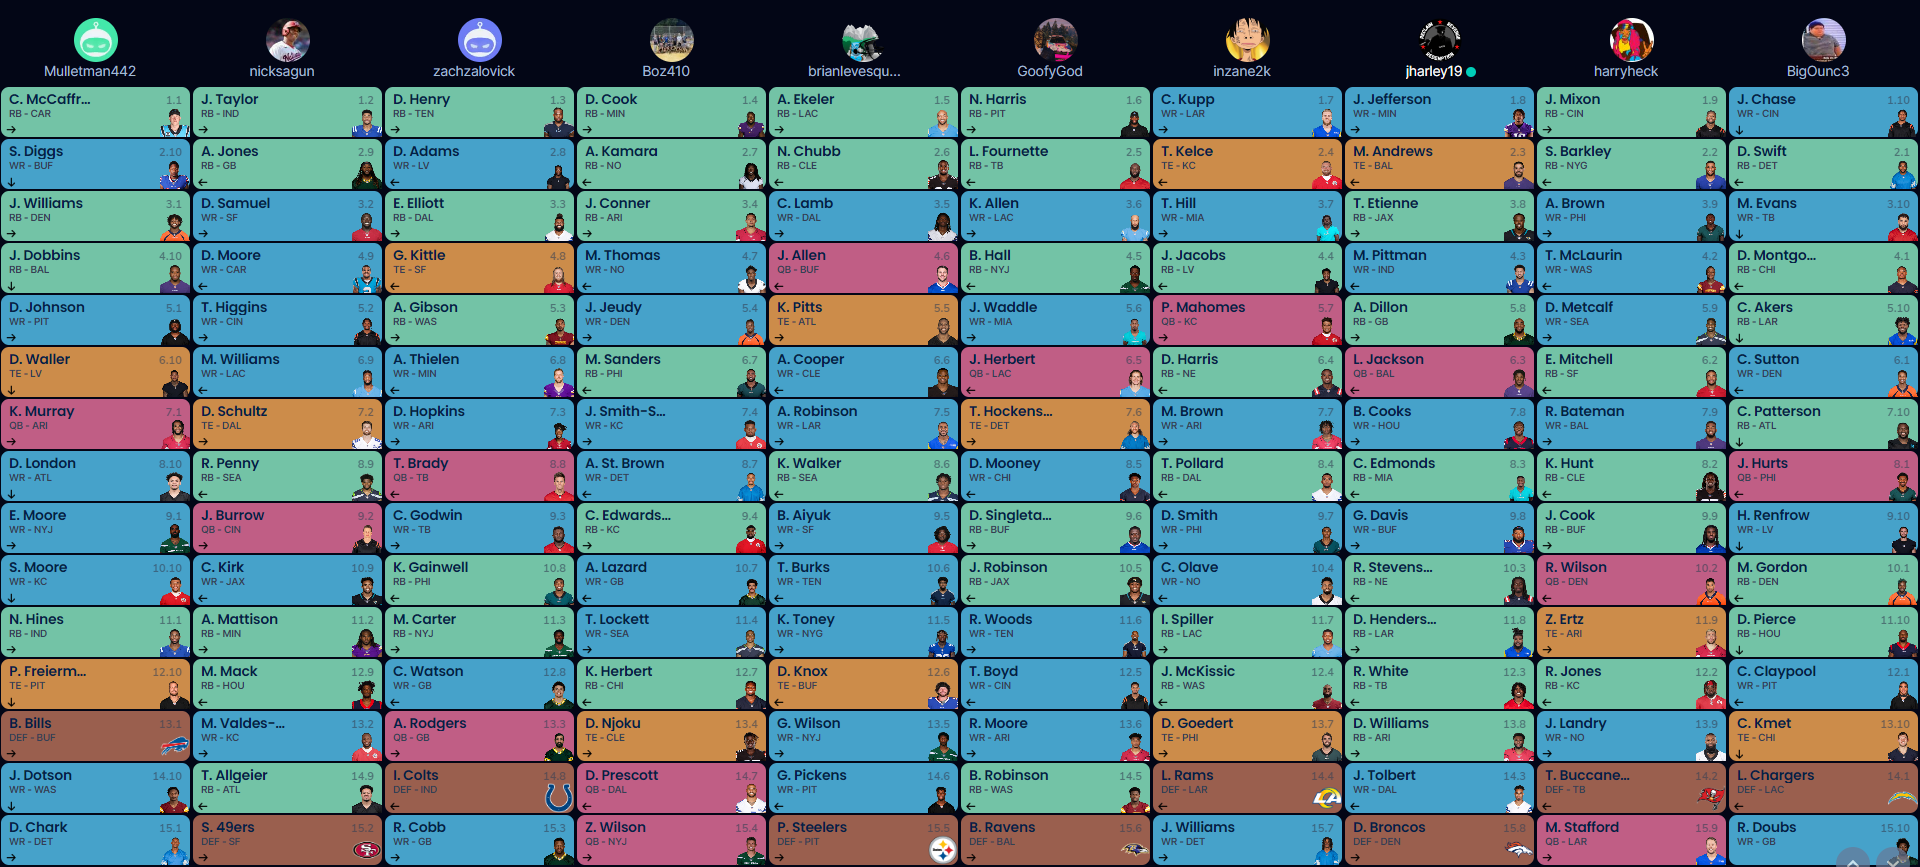 Mulletman442 nicksagun zachzalovick Boz410 brianlevesqu... GoofyGod inzane2k jharley19 harryheck BigOunc3
C. McCaffr... 1.1 J. Taylor 1.2 D. Henry 1.3 D. Cook 1.4 A. Ekeler 1.5 N. Harris 1.6 C. Kupp 1.7 J. Jefferson 1.8 J. Mixon 1.9 J. Chase 1.10
RB - CAR RB - IND RB - TEN RB - MIN RB - LAC RB - PIT WR - LAR WR - MIN RB - CIN WR - CIN
S. Diggs 2.10 A. Jones 2.9 D. Adams 2.8 A. Kamara 2.7 N. Chubb 2.6 L. Fournette 2.5 T. Kelce 2.4 M. Andrews 2.3 S. Barkley 2.2 D. Swift 2.1
WR - BUF RB - GB WR - LV RB - NO RB - CLE RB - TB TE - KC TE - BAL RB - NYG RB - DET
J. Williams 3.1 D. Samuel 3.2 E. Elliott 3.3 J. Conner 3.4 C. Lamb 3.5 K. Allen 3.6 T. Hill 3.7 T. Etienne 3.8 A. Brown 3.9 M. Evans 3.10
RB - DEN WR - SF RB - DAL RB - ARI WR - DAL WR - LAC WR - MIA RB - JAX WR - PHI WR - TB
J. Dobbins 4.10 D. Moore 4.9 G. Kittle 4.8 M. Thomas 4.7 J. Allen 4.6 B. Hall 4.5 J. Jacobs 4.4 M. Pittman 4.3 T. McLaurin 4.2 D. Montgo... 4.1
RB - BAL WR - CAR TE - SF WR - NO QB - BUF RB - NYJ RB - LV WR - IND WR - WAS RB - CHI
D. Johnson 5.1 T. Higgins 5.2 A. Gibson 5.3 J. Jeudy 5.4 K. Pitts 5.5 J. Waddle 5.6 P. Mahomes 5.7 A. Dillon 5.8 D. Metcalf 5.9 C. Akers 5.10
WR - PIT WR - CIN RB - WAS WR - DEN TE - ATL WR - MIA QB - KC RB - GB WR - SEA RB - LAR
D. Waller 6.10 M. Williams 6.9 A. Thielen 6.8 M. Sanders 6.7 A. Cooper 6.6 J. Herbert 6.5 D. Harris 6.4 L. Jackson 6.3 E. Mitchell 6.2 C. Sutton 6.1
TE - LV WR - LAC WR - MIN RB - PHI WR - CLE QB - LAC RB - NE QB - BAL RB - SF WR - DEN
K. Murray 7.1 D. Schultz 7.2 D. Hopkins 7.3 J. Smith-S... 7.4 A. Robinson 7.5 T. Hockens... 7.6 M. Brown 7.7 B. Cooks 7.8 R. Bateman 7.9 C. Patterson 7.10
QB - ARI TE - DAL WR - ARI WR - KC WR - LAR TE - DET WR - ARI WR - HOU WR - BAL RB - ATL
D. London 8.10 R. Penny 8.9 T. Brady 8.8 A. St. Brown 8.7 K. Walker 8.6 D. Mooney 8.5 T. Pollard 8.4 C. Edmonds 8.3 K. Hunt 8.2 J. Hurts 8.1
WR - ATL RB - SEA QB - TB WR - DET RB - SEA WR - CHI RB - DAL RB - MIA RB - CLE QB - PHI
E. Moore 9.1 J. Burrow 9.2 C. Godwin 9.3 C. Edwards... 9.4 B. Aiyuk 9.5 D. Singleta... 9.6 D. Smith 9.7 G. Davis 9.8 J. Cook 9.9 H. Renfrow 9.10
WR - NYJ QB - CIN WR - TB RB - KC WR - SF RB - BUF WR - PHI WR - BUF RB - BUF WR - LV
S. Moore 10.10 C. Kirk 10.9 K. Gainwell 10.8 A. Lazard 10.7 T. Burks 10.6 J. Robinson 10.5 C. Olave 10.4 R. Stevens... 10.3 R. Wilson 10.2 M. Gordon 10.1
WR - KC WR - JAX RB - PHI WR - GB WR - TEN RB - JAX WR - NO RB - NE QB - DEN RB - DEN
N. Hines 11.1 A. Mattison 11.2 M. Carter 11.3 T. Lockett 11.4 K. Toney 11.5 R. Woods 11.6 I. Spiller 11.7 D. Henders... 11.8 Z. Ertz 11.9 D. Pierce 11.10
RB - IND RB - MIN RB - NYJ WR - SEA WR - NYG WR - TEN RB - LAC RB - LAR TE - ARI RB - HOU
P. Freierm... 12.10 M. Mack 12.9 C. Watson 12.8 K. Herbert 12.7 D. Knox 12.6 T. Boyd 12.5 J. McKissic 12.4 R. White 12.3 R. Jones 12.2 C. Claypool 12.1
TE - PIT RB - HOU WR - GB RB - CHI TE - BUF WR - CIN RB - WAS RB - TB RB - KC WR - PIT
B. Bills 13.1 M. Valdes-... 13.2 A. Rodgers 13.3 D. Njoku 13.4 G. Wilson 13.5 R. Moore 13.6 D. Goedert 13.7 D. Williams 13.8 J. Landry 13.9 C. Kmet 13.10
DEF - BUF WR - KC QB - GB TE - CLE WR - NYJ WR - ARI TE - PHI RB - ARI WR - NO TE - CHI
J. Dotson 14.10 T. Allgeier 14.9 I. Colts 14.8 D. Prescott 14.7 G. Pickens 14.6 B. Robinson 14.5 L. Rams 14.4 J. Tolbert 14.3 T. Buccane... 14.2 L. Chargers 14.1
WR - WAS RB - ATL DEF - IND QB - DAL WR - PIT RB - WAS DEF - LAR WR - DAL DEF - TB DEF - LAC
D. Chark 15.1 S. 49ers 15.2 R. Cobb 15.3 Z. Wilson 15.4 P. Steelers 15.5 B. Ravens 15.6 J. Williams 15.7 D. Broncos 15.8 M. Stafford 15.9 R. Doubs 15.10
WR - DET DEF - SF WR - GB QB - NYJ DEF - PIT DEF - BAL WR - DET DEF - DEN QB - LAR WR - GB